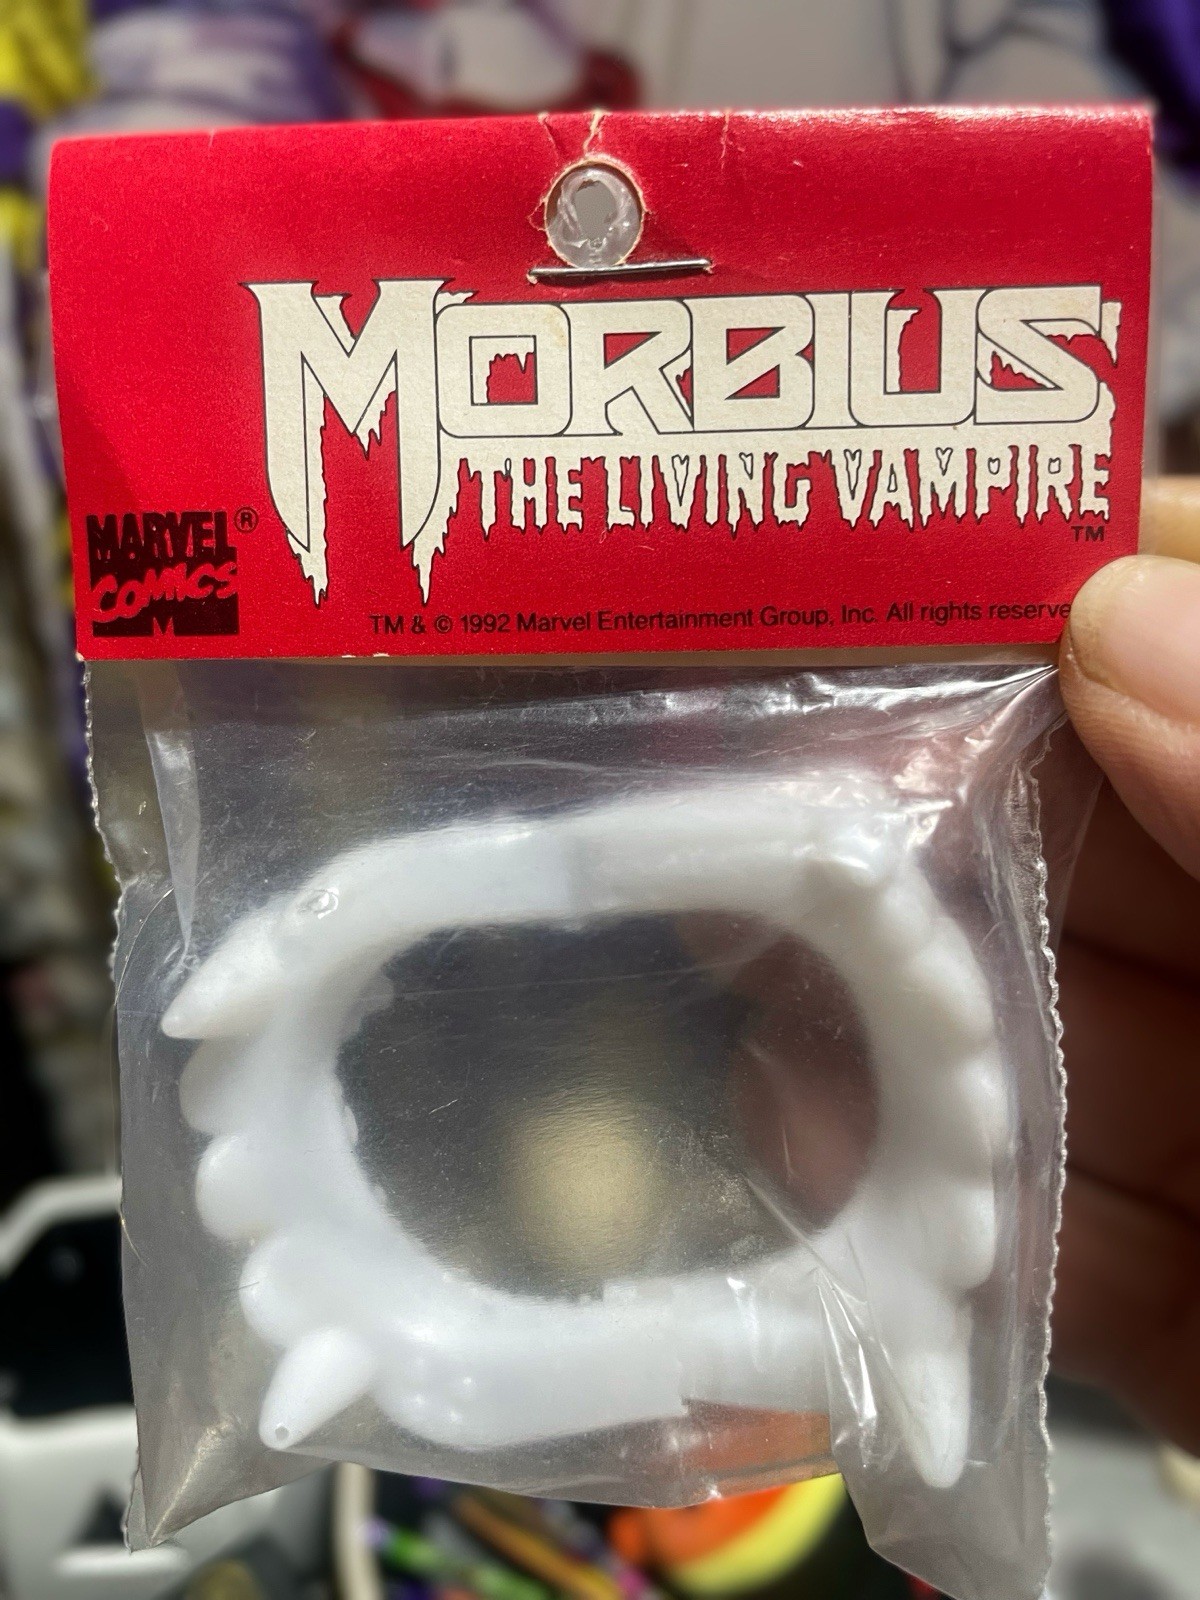 MORBIUS
THE LIVING VAMPIRE
TM
MARVEL®
COMICS
TM & © 1992 Marvel Entertainment Group, Inc. All rights reserve